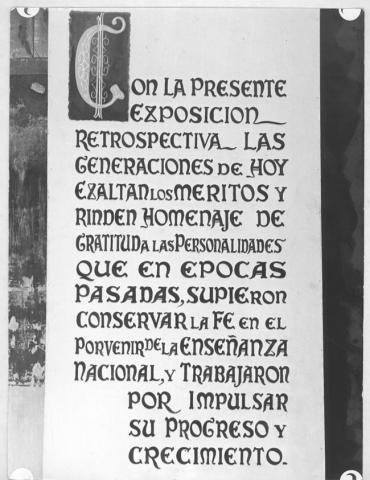 CON LA PRESENTE
EXPOSICION
RETROSPECTIVA LAS
GENERACIONES DE HOY
EXALTAN LOS MERITOS Y
RINDEN HOMENAJE DE
GRATITUD A LAS PERSONALIDADES
QUE EN EPOCAS
PASADAS, SUPIERON
CONSERVAR LA FE EN EL
PORVENIR DE LA ENSEÑANZA
NACIONAL, Y TRABAJARON
POR IMPULSAR
SU PROGRESO Y
CRECIMIENTO.